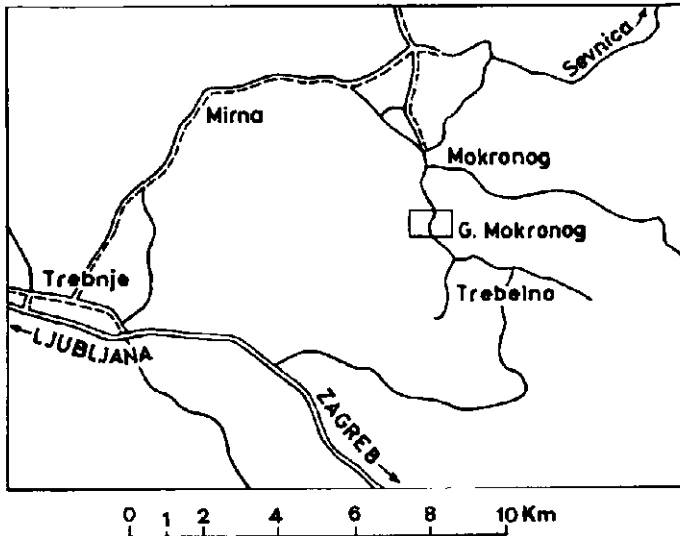 Sevnica
Mirna
Mokronog
G. Mokronog
Trebnje
Trebelno
LJUBLJANA
ZAGREB
0 1 2 4 6 8 10 Km